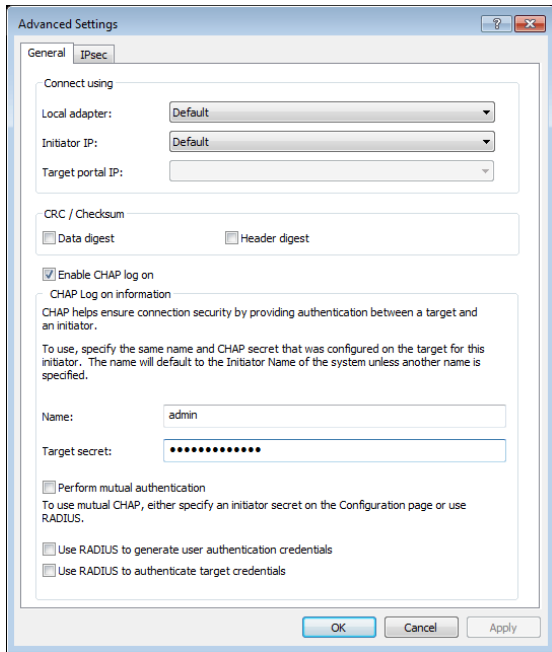 Advanced Settings
General
IPsec
Connect using
Local adapter:
Default
Initiator IP:
Default
Target portal IP:
CRC / Checksum
Data digest
Header digest
Enable CHAP log on
CHAP Log on information
CHAP helps ensure connection security by providing authentication between a target and
an initiator.
To use, specify the same name and CHAP secret that was configured on the target for this
initiator. The name will default to the Initiator Name of the system unless another name is
specified.
Name:
admin
Target secret:
•••••••••••••
Perform mutual authentication
To use mutual CHAP, either specify an initiator secret on the Configuration page or use
RADIUS.
Use RADIUS to generate user authentication credentials
Use RADIUS to authenticate target credentials
OK
Cancel
Apply